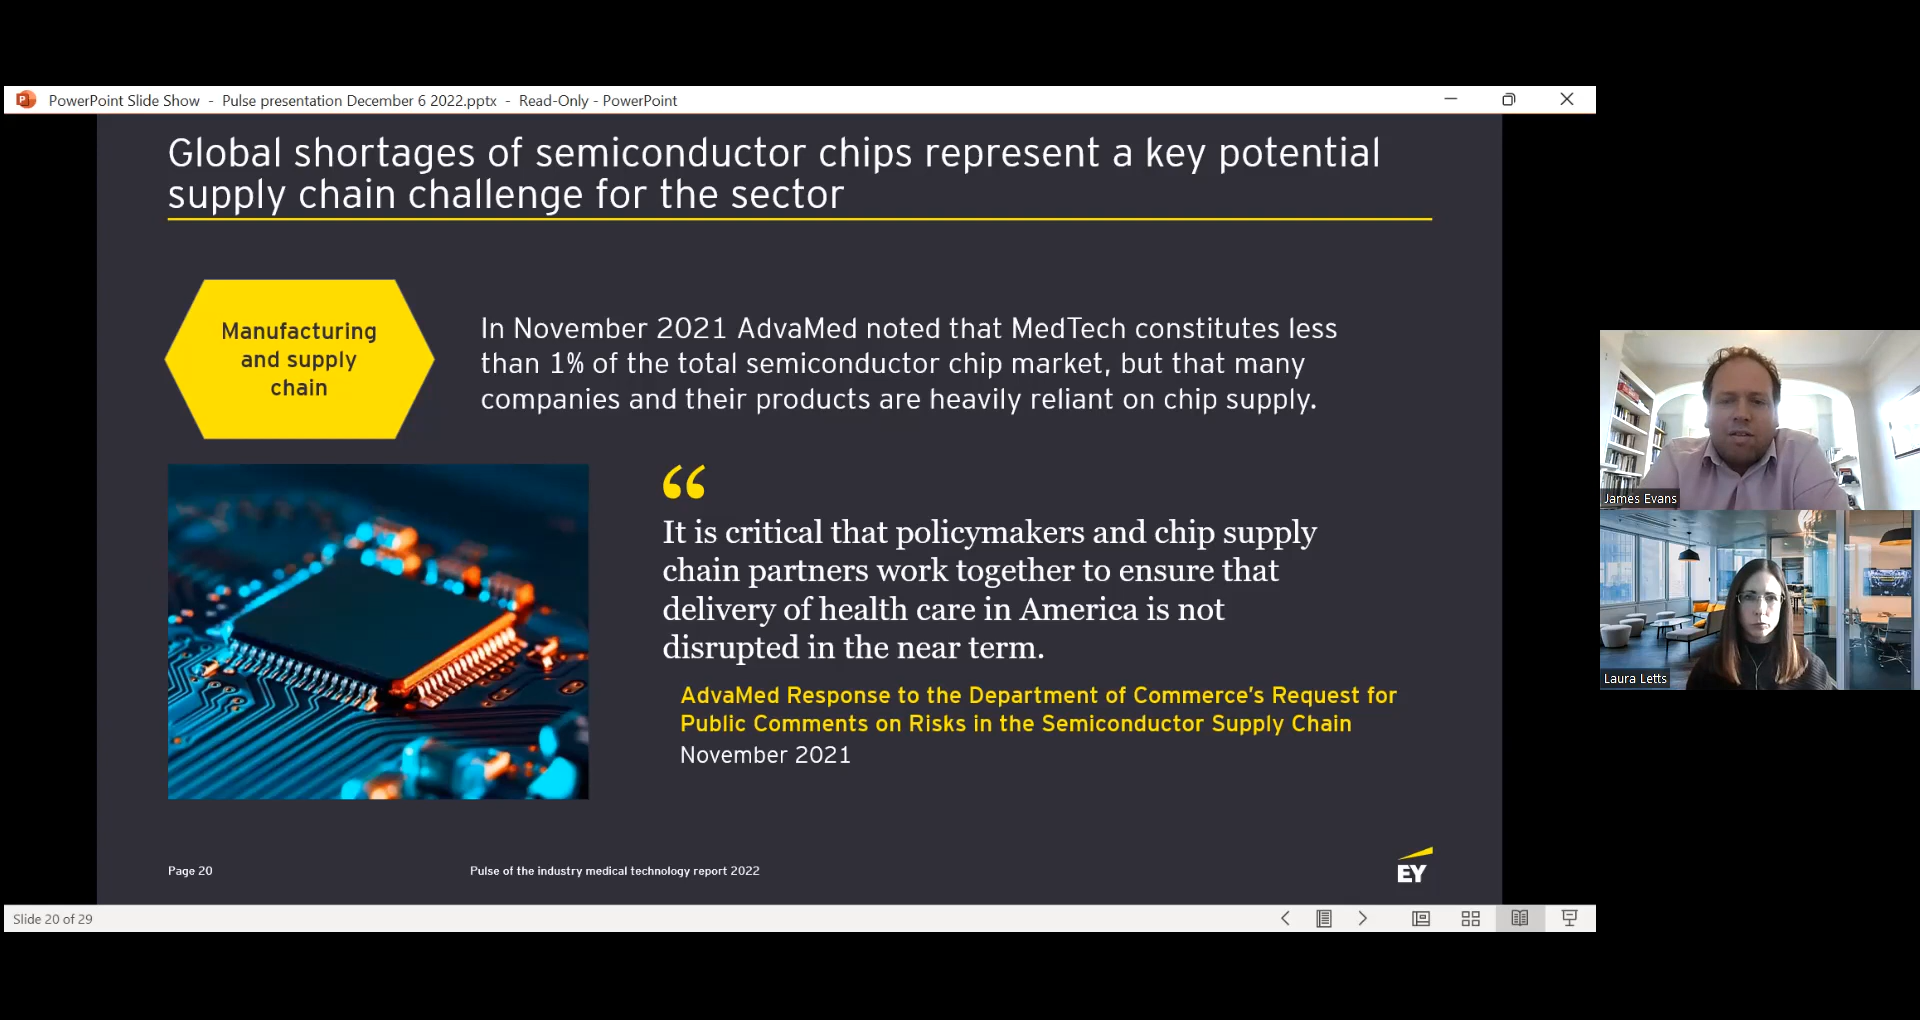 PowerPoint Slide Show - Pulse presentation December 6 2022.pptx - Read-Only - PowerPoint
Global shortages of semiconductor chips represent a key potential
supply chain challenge for the sector
Manufacturing
and supply
chain
In November 2021 AdvaMed noted that MedTech constitutes less
than 1% of the total semiconductor chip market, but that many
companies and their products are heavily reliant on chip supply.
“
It is critical that policymakers and chip supply
chain partners work together to ensure that
delivery of health care in America is not
disrupted in the near term.
AdvaMed Response to the Department of Commerce’s Request for
Public Comments on Risks in the Semiconductor Supply Chain
November 2021
Page 20
Pulse of the industry medical technology report 2022
EY
Slide 20 of 29
James Evans
Laura Letts